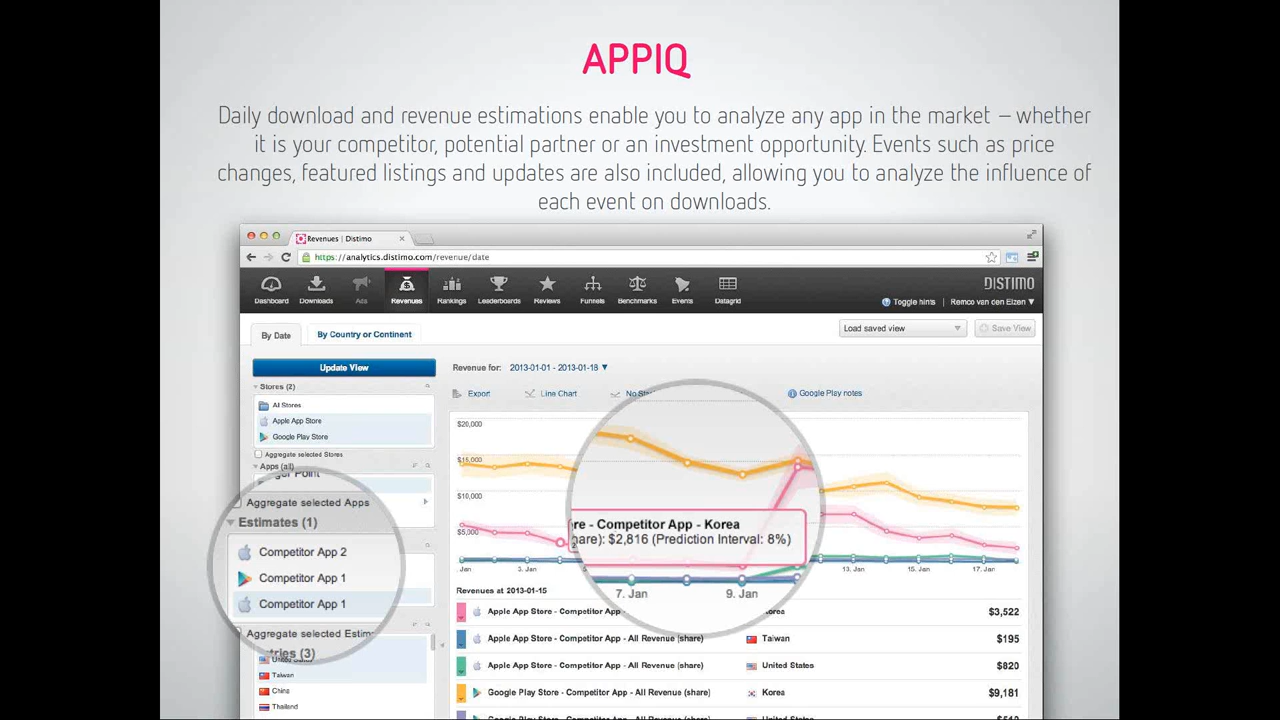 APPIQ
Daily download and revenue estimations enable you to analyze any app in the market – whether
it is your competitor, potential partner or an investment opportunity. Events such as price
changes, featured listings and updates are also included, allowing you to analyze the influence of
each event on downloads.
Revenues | Distimo
https://analytics.distimo.com/revenue/date
Dashboard Downloads Ads Revenues Rankings Leaderboards Reviews Funnels Benchmarks Events Datagrid
DISTIMO
Toggle hints | Remco van den Elzen
By Date By Country or Continent
Load saved view Save View
Update View
Revenue for: 2013-01-01 - 2013-01-18
Stores (2)
Export Line Chart No Google Play notes
All Stores
Apple App Store
Google Play Store
Aggregate selected Stores
Apps (all)
Point
Aggregate selected Apps
Estimates (1)
Competitor App 2
Competitor App 1
Competitor App 1
Aggregate selected
(3)
Taiwan
China
Thailand
$20,000
$15,000
$10,000
$5,000
re - Competitor App - Korea
hare): $2,816 (Prediction Interval: 8%)
Jan 3. Jan 7. Jan 9. Jan 13. Jan 15. Jan 17. Jan
Revenues at 2013-01-15
Apple App Store - Competitor App - Korea $3,522
Apple App Store - Competitor App - All Revenue (share) Taiwan $195
Apple App Store - Competitor App - All Revenue (share) United States $820
Google Play Store - Competitor App - All Revenue (share) Korea $9,181